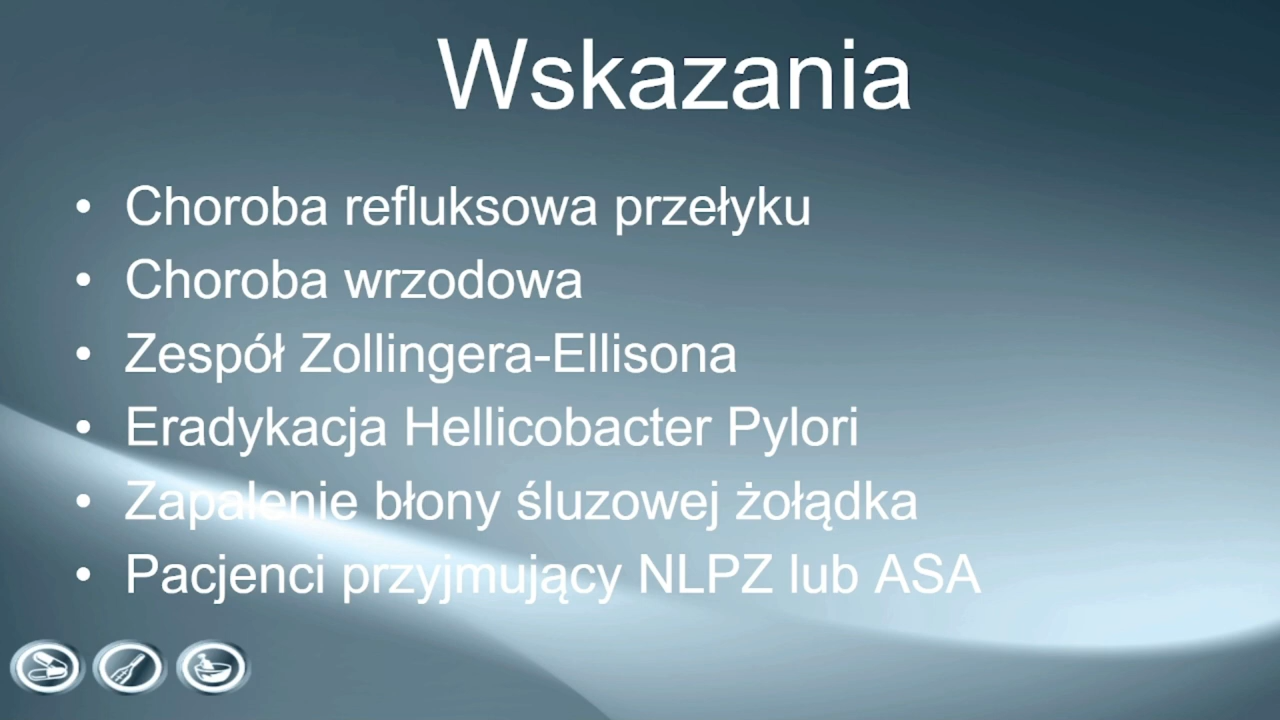 Wskazania
• Choroba refluksowa przełyku
• Choroba wrzodowa
• Zespół Zollingera-Ellisona
• Eradykacja Hellicobacter Pylori
• Zapalenie błony śluzowej żołądka
• Pacjenci przyjmujący NLPZ lub ASA